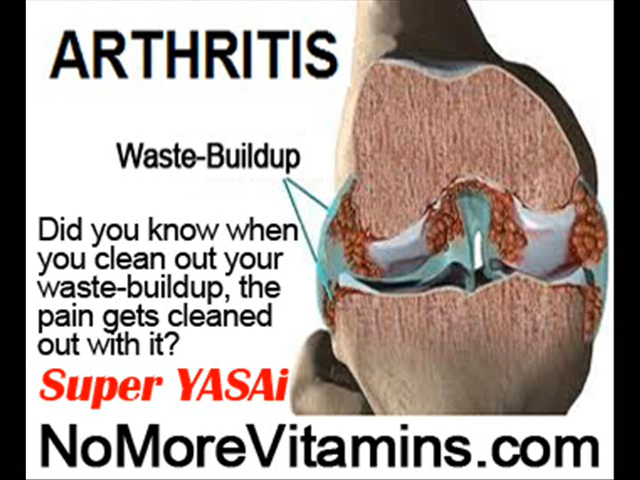 ARTHRITIS
Waste-Buildup
Did you know when
you clean out your
waste-buildup, the
pain gets cleaned
out with it?
Super YASAi
NoMoreVitamins.com